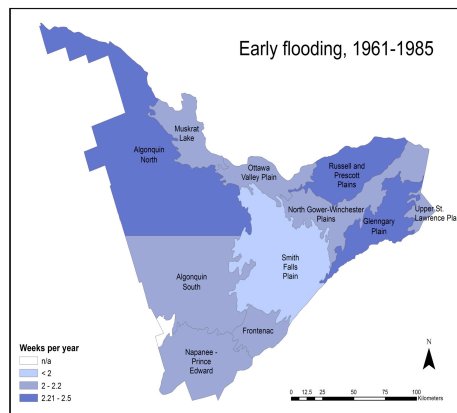 Early flooding, 1961-1985
Muskrat
Lake
Algonquin
North
Ottawa
Valley Plain
Russell and
Prescott
Plains
North Gower-Winchester
Plains
Glenngary
Plain
Upper St.
Lawrence Pla
Smith
Falls
Plain
Algonquin
South
Frontenac
Napanee -
Prince
Edward
Weeks per year
n/a
< 2
2 - 2.2
2.21 - 2.5
N
0 12.5 25 50 75 100
Kilometers